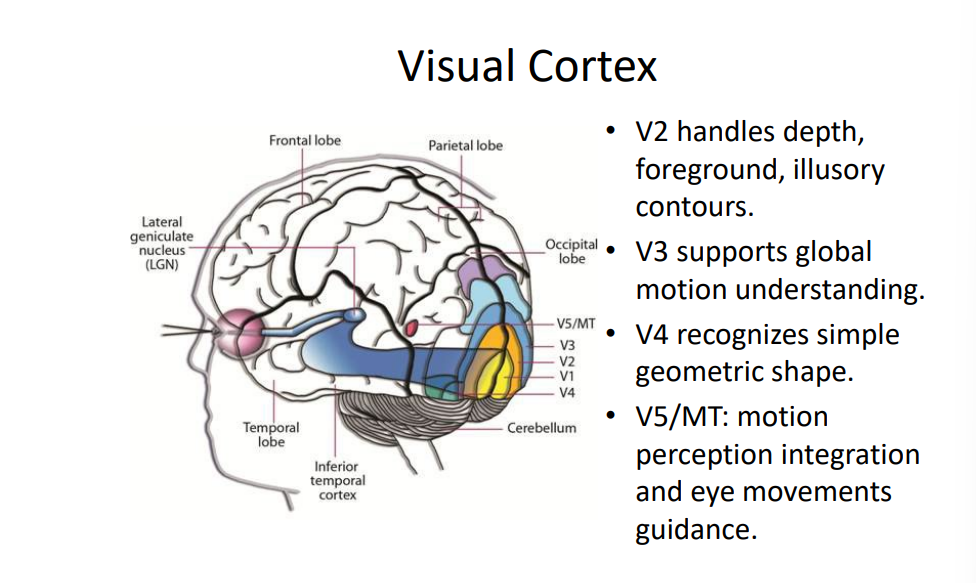 Visual Cortex
Frontal lobe
Parietal lobe
Lateral
geniculate
nucleus
(LGN)
Occipital
lobe
V5/MT
V3
V2
V1
V4
Cerebellum
Temporal
lobe
Inferior
temporal
cortex
• V2 handles depth,
foreground, illusory
contours.
• V3 supports global
motion understanding.
• V4 recognizes simple
geometric shape.
• V5/MT: motion
perception integration
and eye movements
guidance.